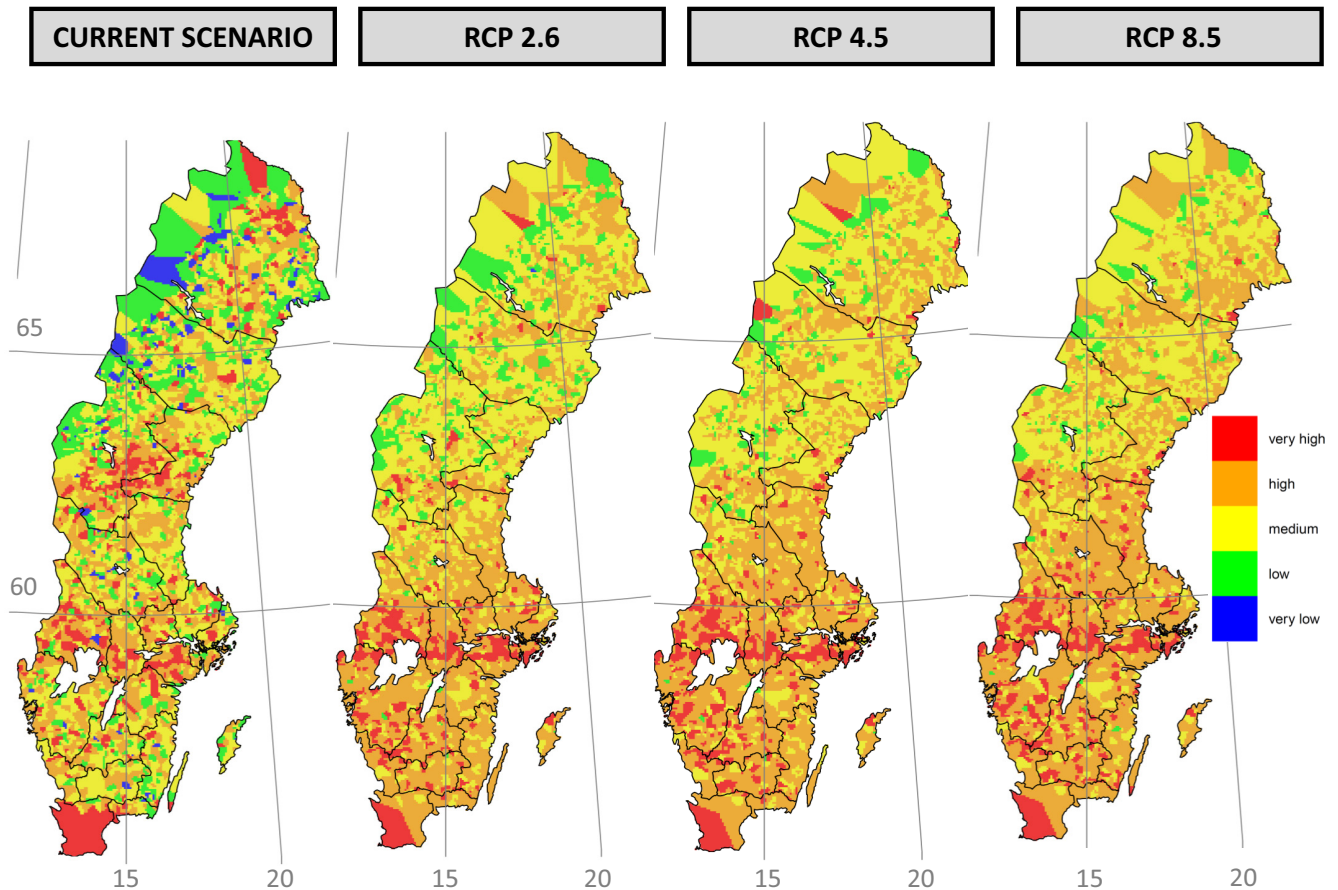 CURRENT SCENARIO
RCP 2.6
RCP 4.5
RCP 8.5
65
60
very high
high
medium
low
very low
15
20
15
20
15
20
15
20